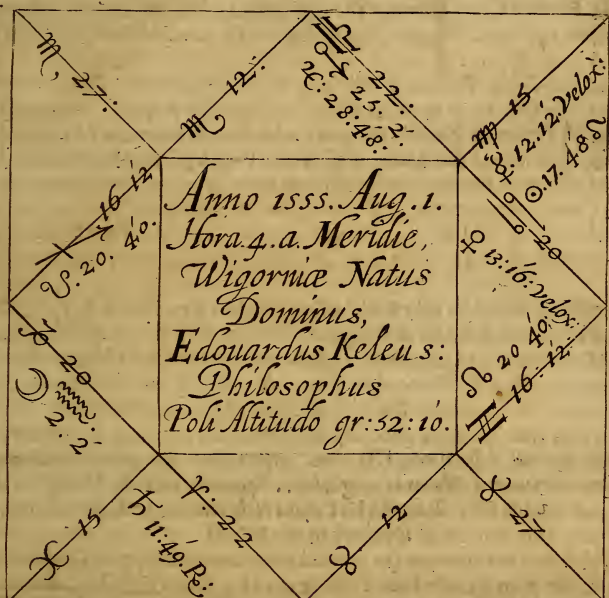 ♏, 27:
♏ 12:
♎ 22:
♂ 25. 2.
♃: 28:48:
♍ 15
☿. 12.12. Velox:
☉. 17. 48. ♌
♐ 16 12
☋. 20. 40.
Anno 1555. Aug. 1.
Hora. 4. a. Meridie,
Wigorniæ Natus
Dominus,
Edouardus Keleus:
Philosophus
Poli Altitudo gr: 52: 10.
♋ 20
♀ 13:16: velox:
☊ 20 40:
♊ 16. 12:
♑ 20
☽ ♒ 2. 2
♓ 15
♄ 11:49. Re:
♈: 22
♉ 12
♉ 27